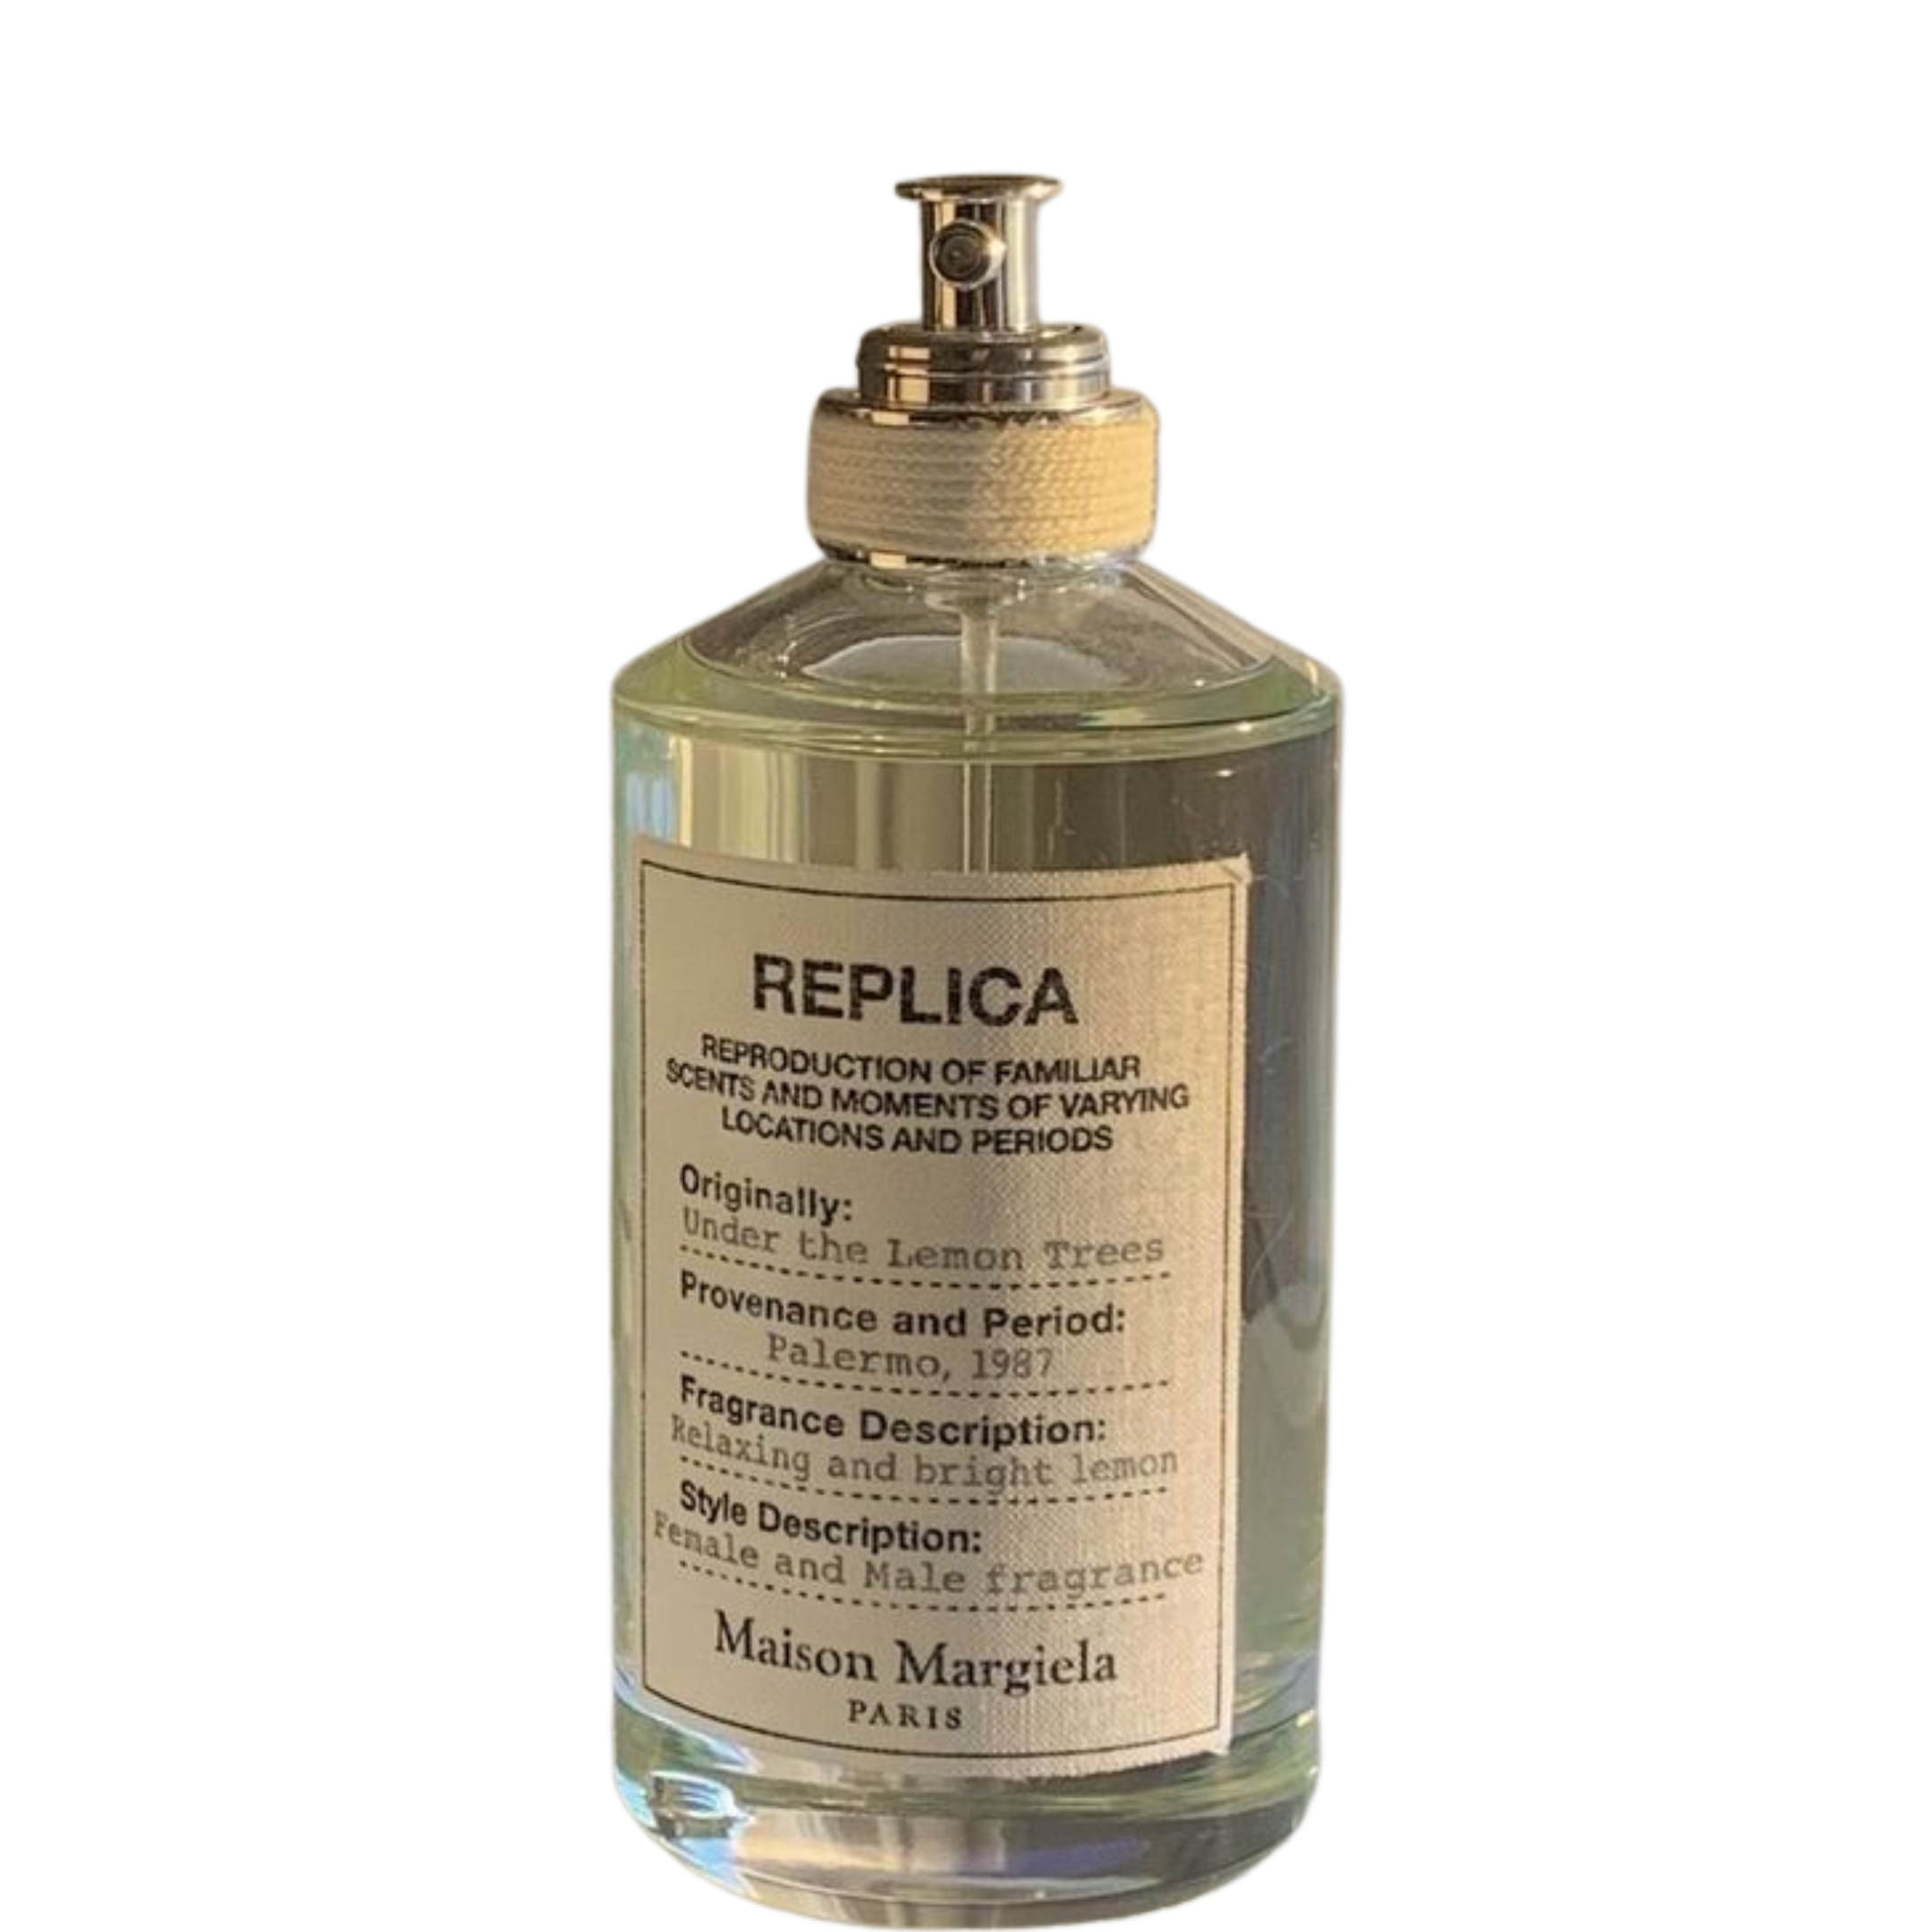 REPLICA
REPRODUCTION OF FAMILIAR
SCENTS AND MOMENTS OF VARYING
LOCATIONS AND PERIODS
Originally:
Under the Lemon Trees
Provenance and Period:
Palermo, 1987
Fragrance Description:
Relaxing and bright lemon
Style Description:
Female and Male fragrance
Maison Margiela
PARIS